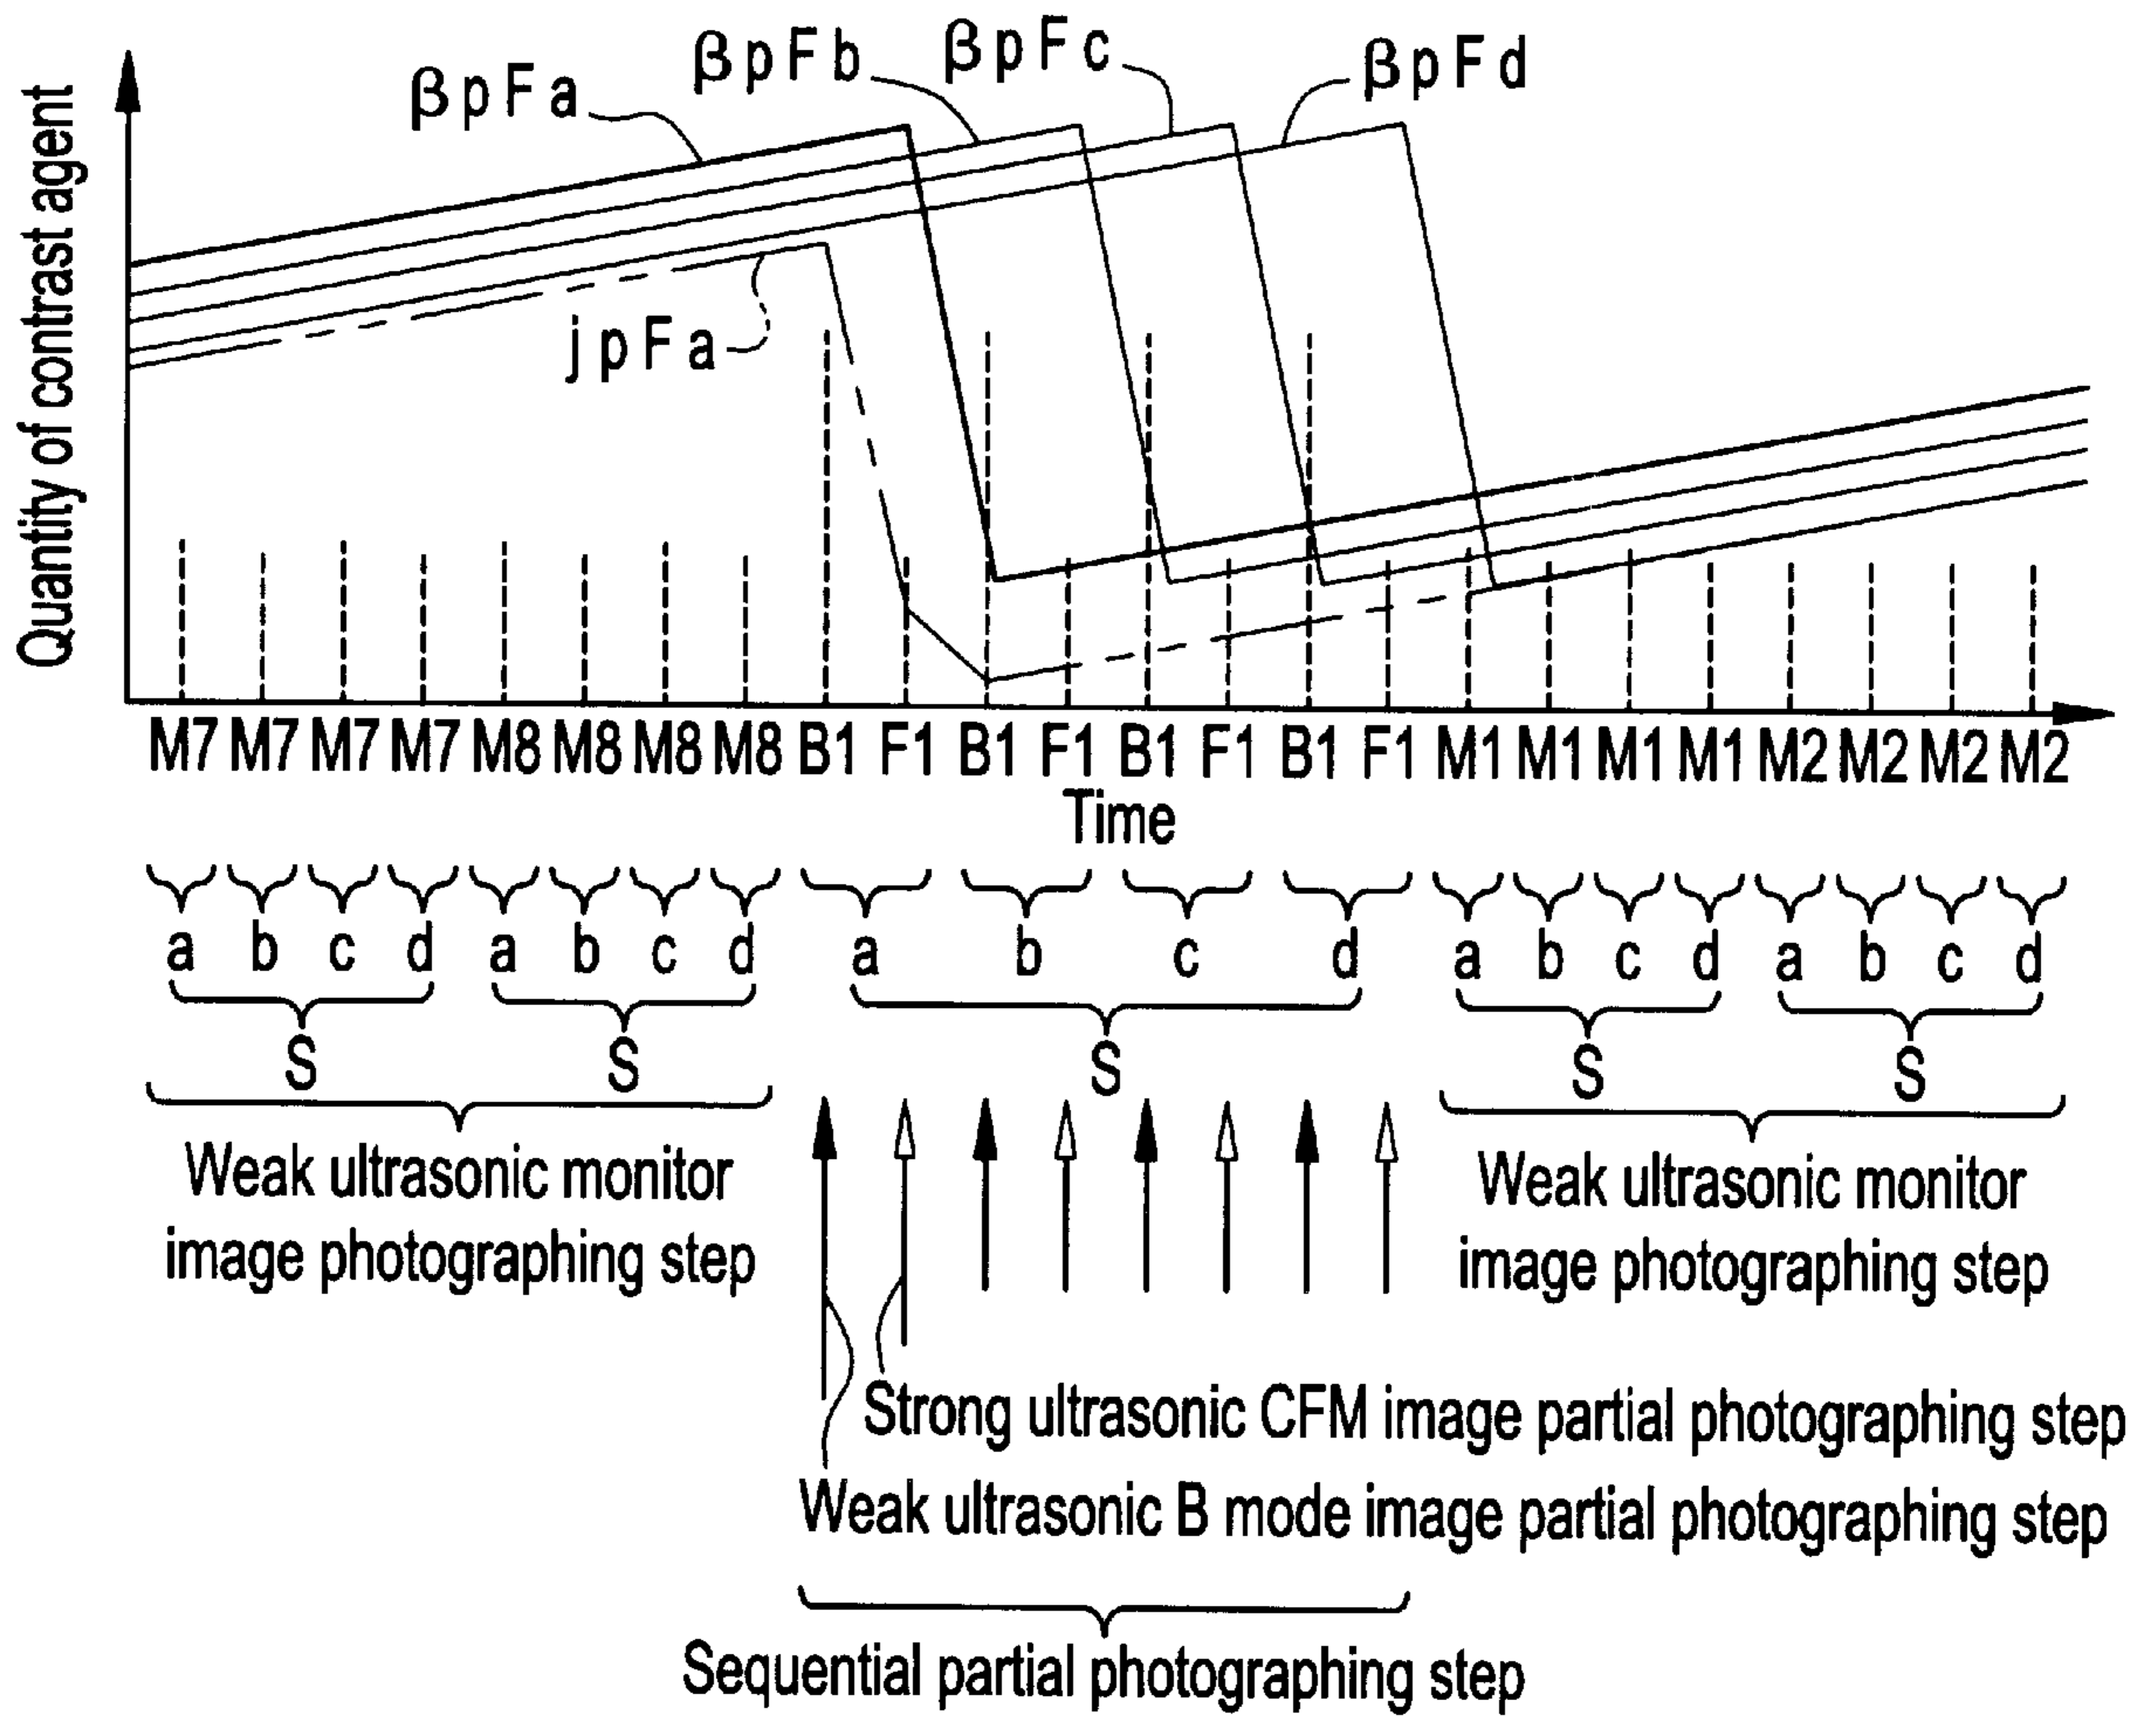 βpFa
βpFb
βpFc
βpFd
jpFa
Quantity of contrast agent
M7 M7 M7 M7 M8 M8 M8 M8 B1 F1 B1 F1 B1 F1 B1 F1 M1 M1 M1 M1 M2 M2 M2 M2
Time
a b c d a b c d a b c d a b c d a b c d
S S S S S
Weak ultrasonic monitor
image photographing step
Weak ultrasonic monitor
image photographing step
Strong ultrasonic CFM image partial photographing step
Weak ultrasonic B mode image partial photographing step
Sequential partial photographing step